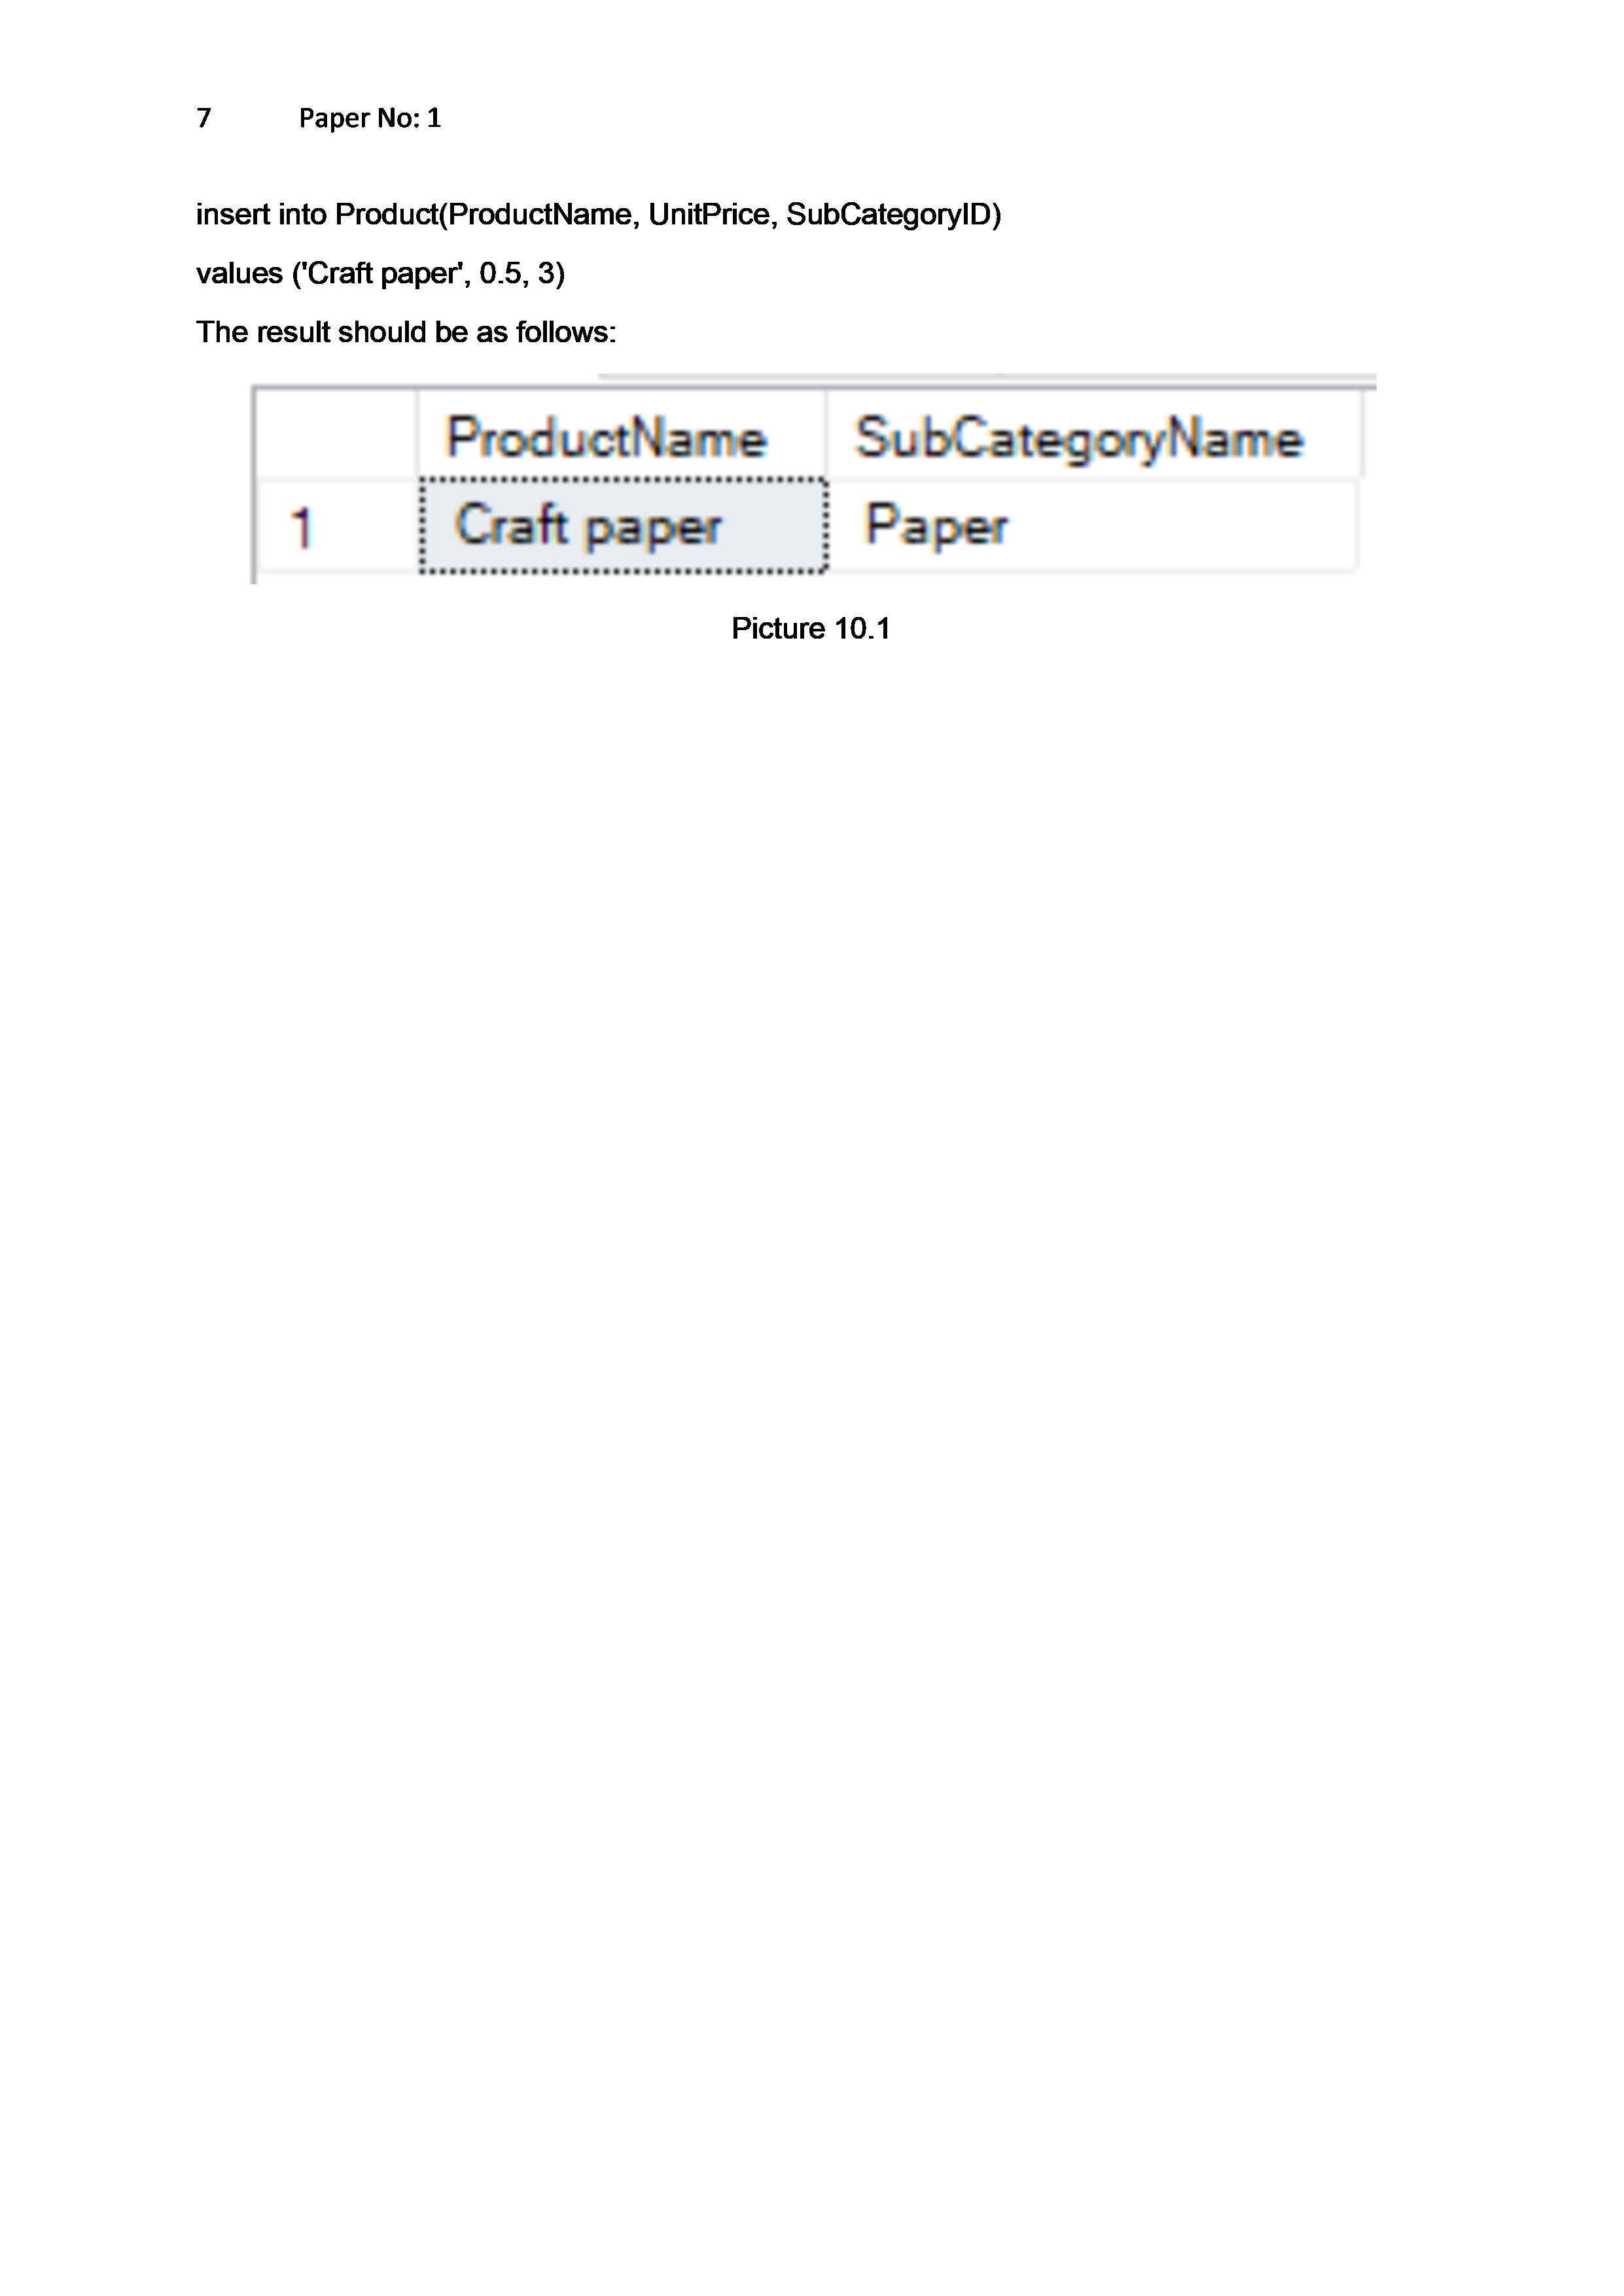 7 Paper No: 1
insert into Product(ProductName, UnitPrice, SubCategoryID)
values ('Craft paper', 0.5, 3)
The result should be as follows:
ProductName SubCategoryName
1 Craft paper Paper
Picture 10.1